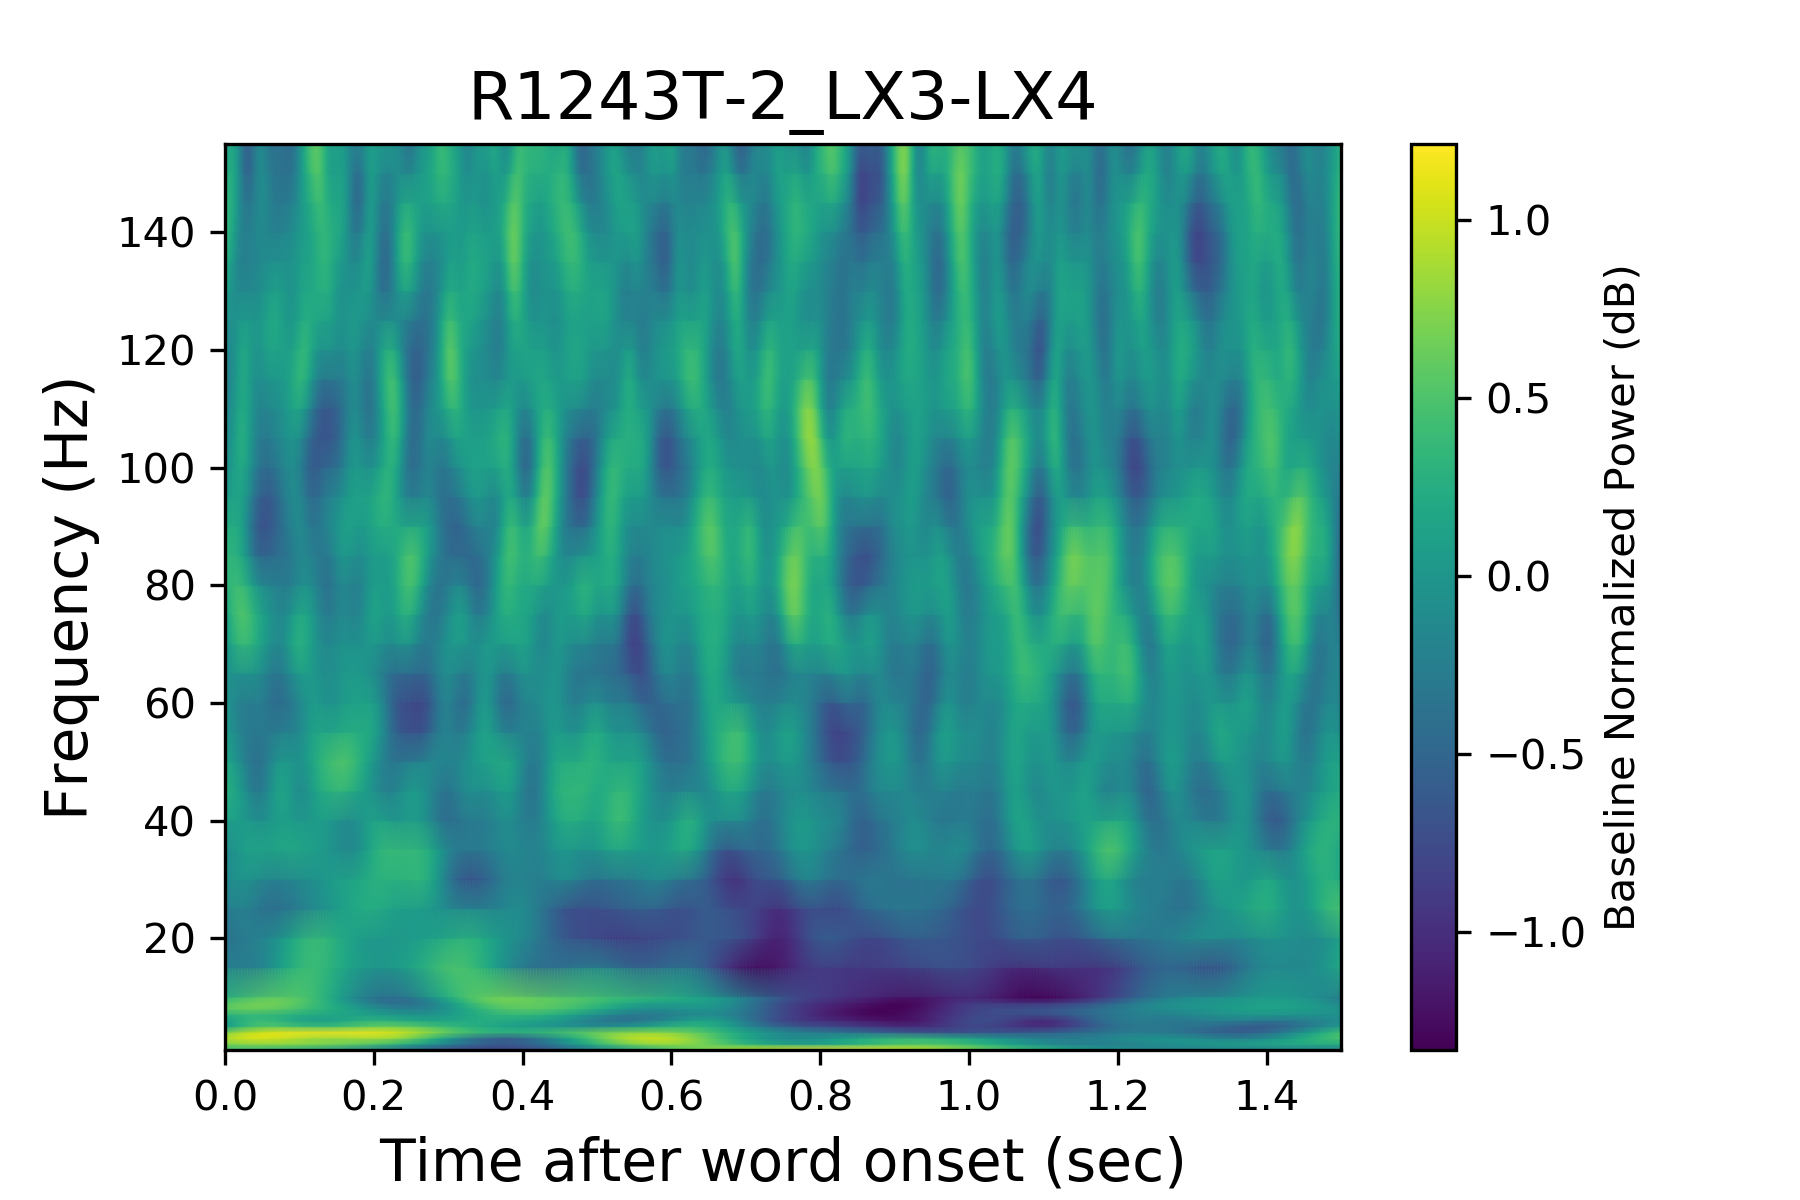 R1243T-2_LX3-LX4
Frequency (Hz)
140
120
100
80
60
40
20
0.0 0.2 0.4 0.6 0.8 1.0 1.2 1.4
Time after word onset (sec)
1.0
0.5
0.0
−0.5
−1.0
Baseline Normalized Power (dB)